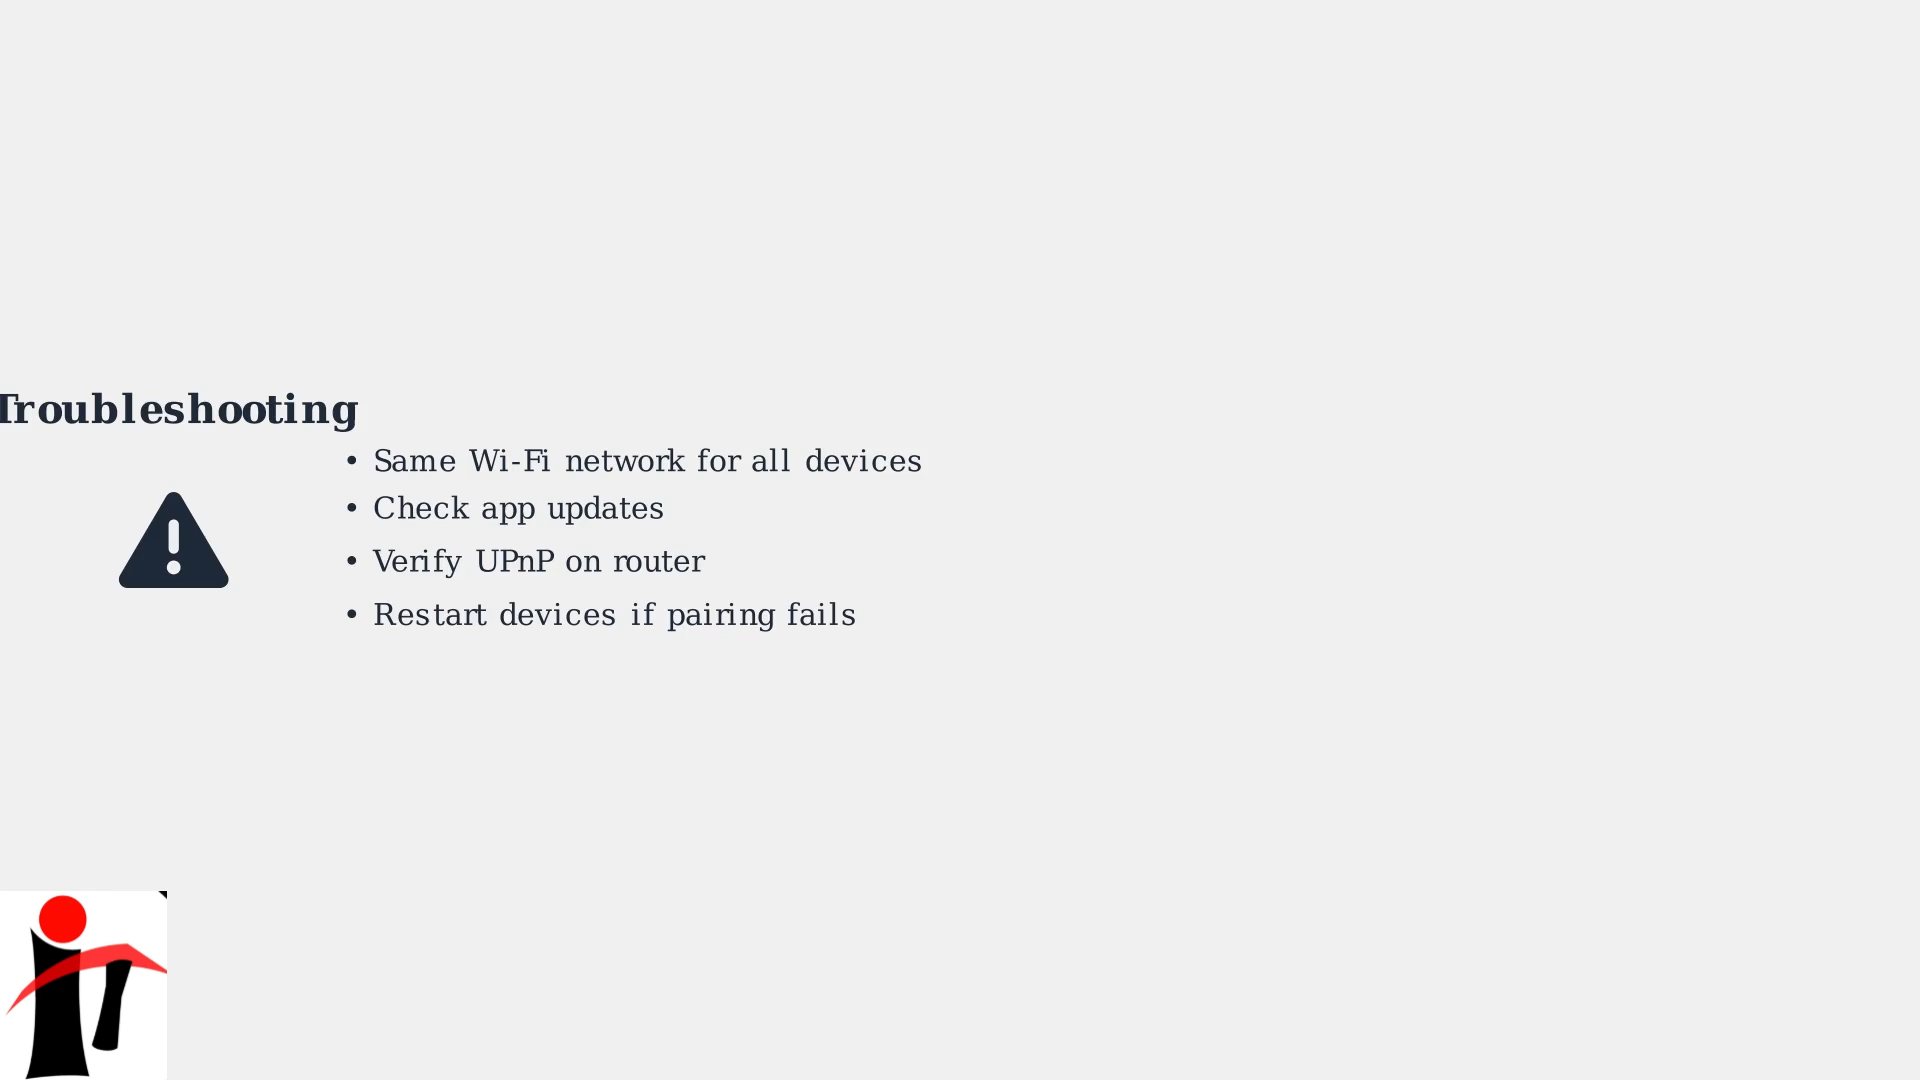 Troubleshooting
• Same Wi-Fi network for all devices
• Check app updates
• Verify UPnP on router
• Restart devices if pairing fails